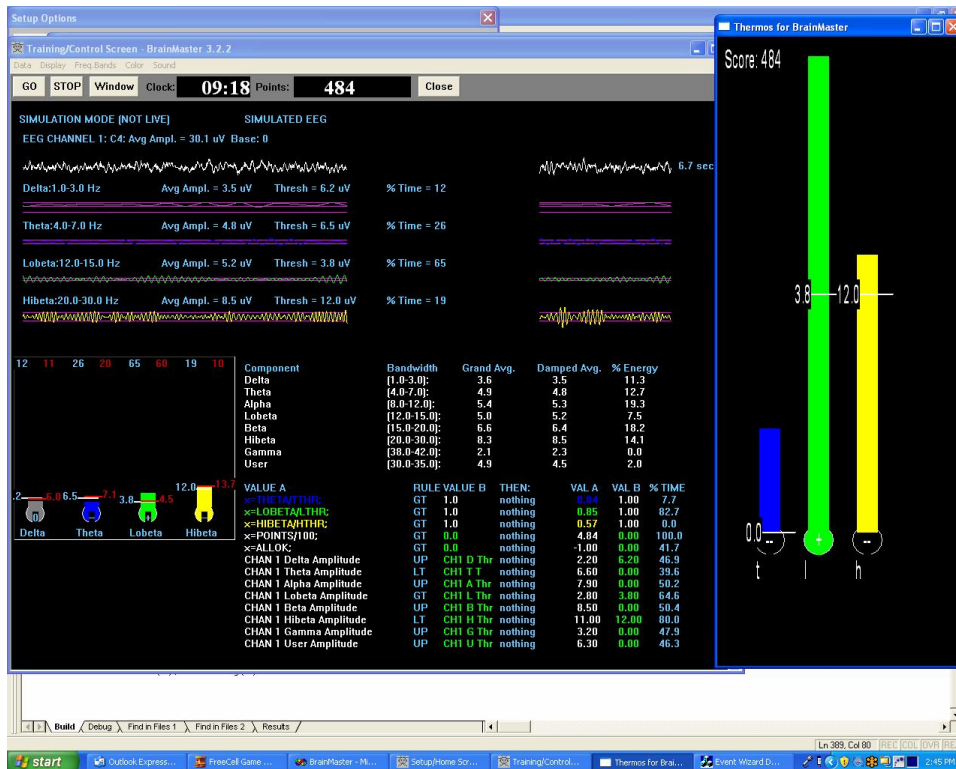 Setup Options
Training/Control Screen - BrainMaster 3.2.2
Data Display Freq.Bands Color Sound
GO STOP Window Clock: 09:18 Points: 484 Close
SIMULATION MODE (NOT LIVE) SIMULATED EEG
EEG CHANNEL 1: C4: Avg Ampl. = 30.1 uV Base: 0
6.7 sec
Delta:1.0-3.0 Hz Avg Ampl. = 3.5 uV Thresh = 6.2 uV % Time = 12
Theta:4.0-7.0 Hz Avg Ampl. = 4.8 uV Thresh = 6.5 uV % Time = 26
Lobeta:12.0-15.0 Hz Avg Ampl. = 5.2 uV Thresh = 3.8 uV % Time = 65
Hibeta:20.0-30.0 Hz Avg Ampl. = 8.5 uV Thresh = 12.0 uV % Time = 19
12 11 26 20 65 60 19 10
.2 6.8 6.5 7.1 3.8 4.5 12.0 13.7
Delta Theta Lobeta Hibeta
Component Bandwidth Grand Avg. Damped Avg. % Energy
Delta (1.0-3.0): 3.6 3.5 11.3
Theta (4.0-7.0): 4.9 4.8 12.7
Alpha (8.0-12.0): 5.4 5.3 19.3
Lobeta (12.0-15.0): 5.0 5.2 7.5
Beta (15.0-20.0): 6.6 6.4 18.2
Hibeta (20.0-30.0): 8.3 8.5 14.1
Gamma (38.0-42.0): 2.1 2.3 0.0
User (30.0-35.0): 4.9 4.5 2.0
VALUE A RULE VALUE B THEN: VAL A VAL B % TIME
x=THETA/TTHR; GT 1.0 nothing 0.04 1.00 7.7
x=LOBETA/LTHR; GT 1.0 nothing 0.85 1.00 82.7
x=HIBETA/HTHR; GT 1.0 nothing 0.57 1.00 0.0
x=POINTS/100; GT 0.0 nothing 4.84 0.00 100.0
x=ALLOK; GT 0.0 nothing -1.00 0.00 41.7
CHAN 1 Delta Amplitude UP CH1 D Thr nothing 2.20 6.20 46.9
CHAN 1 Theta Amplitude LT CH1 T T nothing 6.60 0.00 39.6
CHAN 1 Alpha Amplitude UP CH1 A Thr nothing 7.90 0.00 50.2
CHAN 1 Lobeta Amplitude GT CH1 L Thr nothing 2.80 3.80 64.6
CHAN 1 Beta Amplitude UP CH1 B Thr nothing 8.50 0.00 50.4
CHAN 1 Hibeta Amplitude LT CH1 H Thr nothing 11.00 12.00 80.0
CHAN 1 Gamma Amplitude UP CH1 G Thr nothing 3.20 0.00 47.9
CHAN 1 User Amplitude UP CH1 U Thr nothing 6.30 0.00 46.3
Thermos for BrainMaster
Score: 484
3.8 12.0
0.0
t l h
Build Debug Find in Files 1 Find in Files 2 Results
Ln 389, Col 80 REC COL OVR
start Outlook Express... FreeCell Game ... BrainMaster - Mi... Setup/Home Scr... Training/Control... Thermos for Brai... Event Wizard D... 2:45 PM